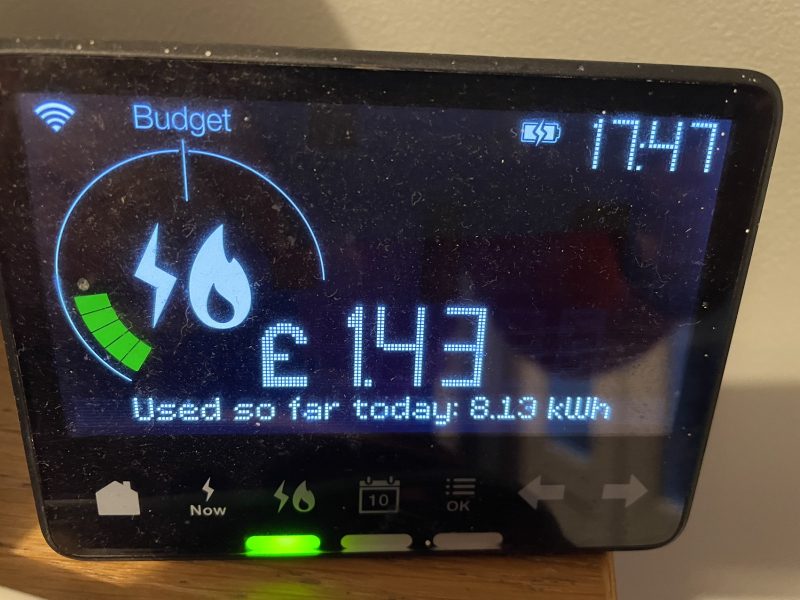 Budget
17:47
£ 1.43
Used so far today: 8.13 kWh
Now
10
OK